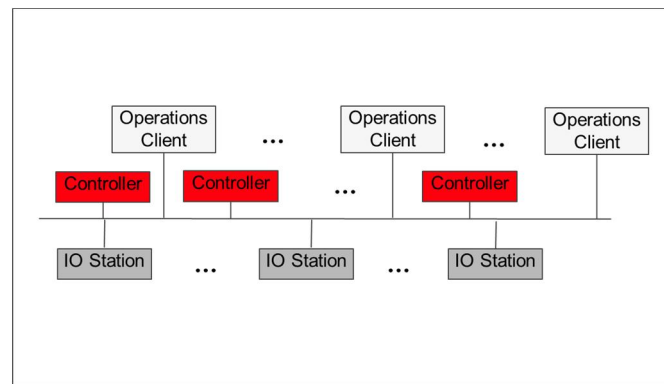 Operations
Client
...
Operations
Client
...
Operations
Client
Controller
Controller
...
Controller
IO Station
...
IO Station
...
IO Station